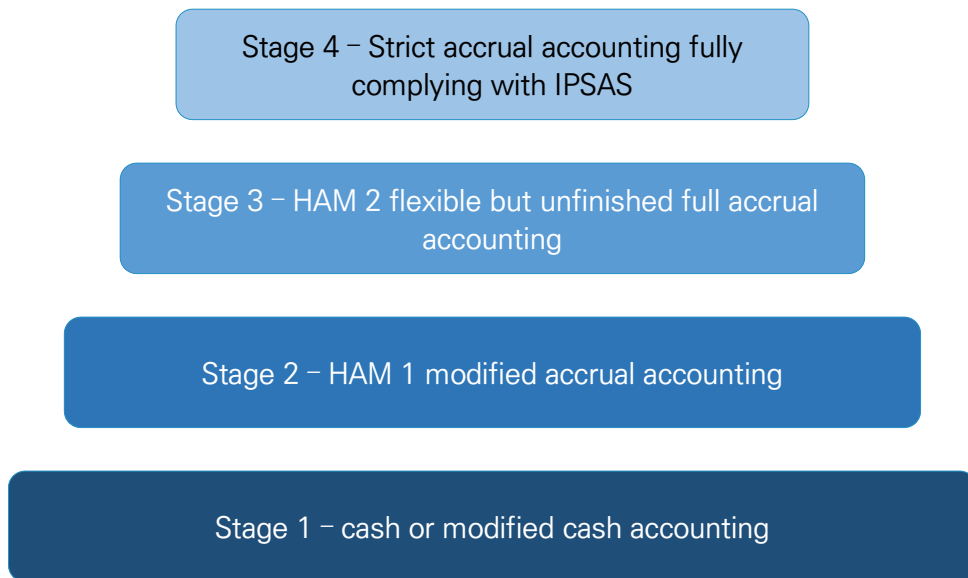 Stage 4 – Strict accrual accounting fully
complying with IPSAS
Stage 3 – HAM 2 flexible but unfinished full accrual
accounting
Stage 2 – HAM 1 modified accrual accounting
Stage 1 – cash or modified cash accounting